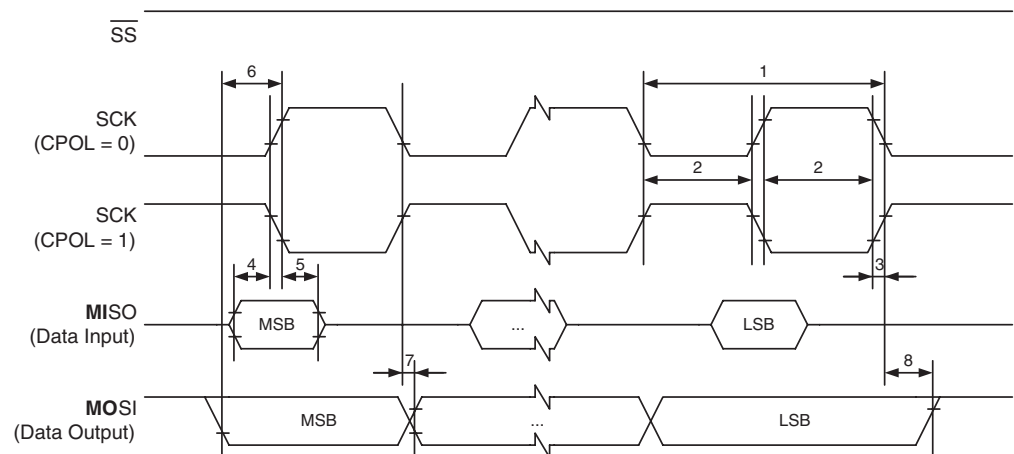 SS
6
1
SCK
(CPOL = 0)
2
2
SCK
(CPOL = 1)
4
5
3
MISO
(Data Input)
MSB
...
LSB
7
8
MOSI
(Data Output)
MSB
...
LSB